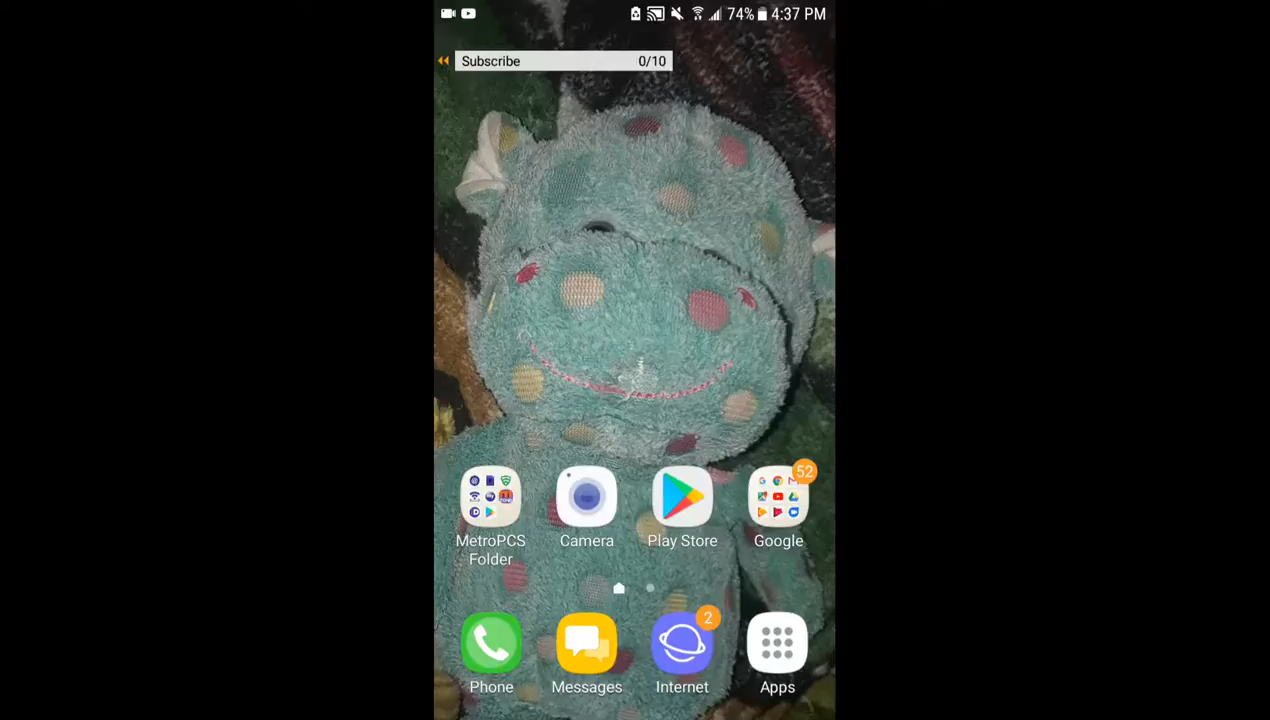 74% 4:37 PM
Subscribe 0/10
52
MetroPCS Folder
Camera
Play Store
Google
2
Phone
Messages
Internet
Apps